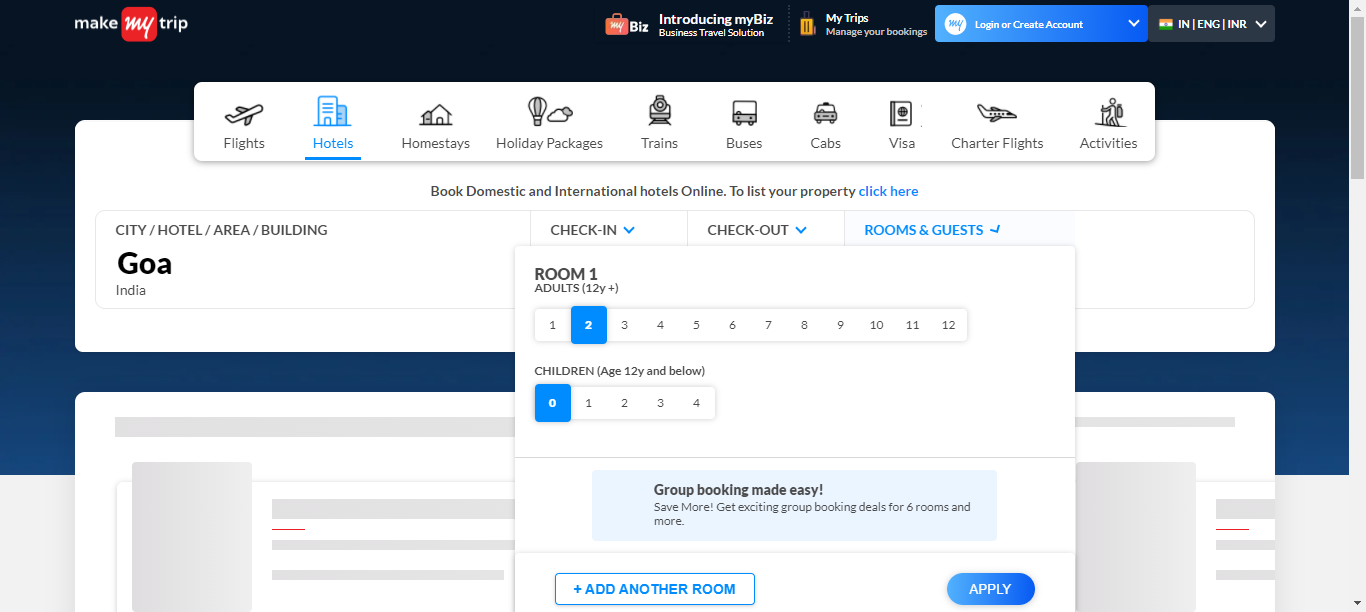 make my trip
my Biz
Introducing myBiz
Business Travel Solution
My Trips
Manage your bookings
my
Login or Create Account
IN | ENG | INR
Flights
Hotels
Homestays
Holiday Packages
Trains
Buses
Cabs
Visa
Charter Flights
Activities
Book Domestic and International hotels Online. To list your property click here
CITY / HOTEL / AREA / BUILDING
Goa
India
CHECK-IN
CHECK-OUT
ROOMS & GUESTS
ROOM 1
ADULTS (12y +)
1 2 3 4 5 6 7 8 9 10 11 12
CHILDREN (Age 12y and below)
0 1 2 3 4
Group booking made easy!
Save More! Get exciting group booking deals for 6 rooms and
more.
+ ADD ANOTHER ROOM
APPLY